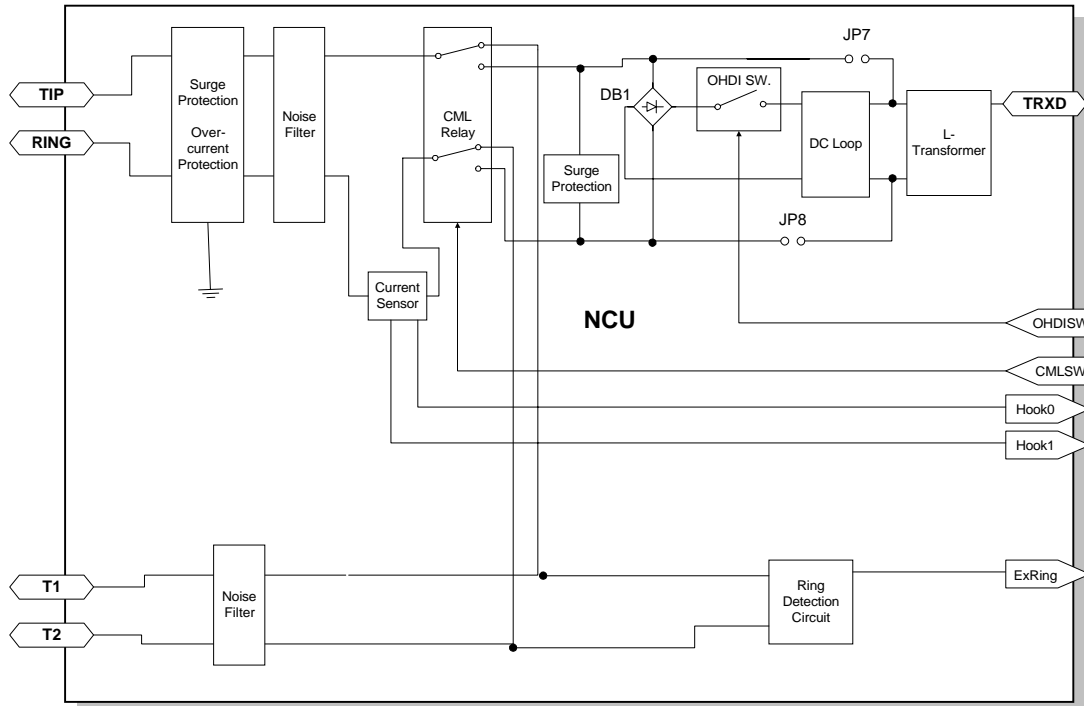 JP7
TIP
RING
Surge
Protection
Over-
current
Protection
Noise
Filter
CML
Relay
DB1
OHDI SW.
DC Loop
L-
Transformer
TRXD
Surge
Protection
JP8
Current
Sensor
NCU
OHDISW
CMLSW
Hook0
Hook1
T1
T2
Noise
Filter
Ring
Detection
Circuit
ExRing